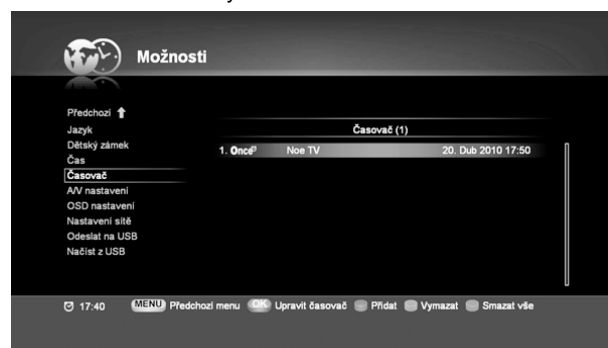 Možnosti
Předchozí
Jazyk
Dětský zámek
Čas
Časovač
A/V nastavení
OSD nastavení
Nastavení sítě
Odeslat na USB
Načíst z USB
Časovač (1)
1. Once Noe TV 20. Dub 2010 17:50
17:40 MENU Předchozí menu OK Upravit časovač Přidat Vymazat Smazat vše